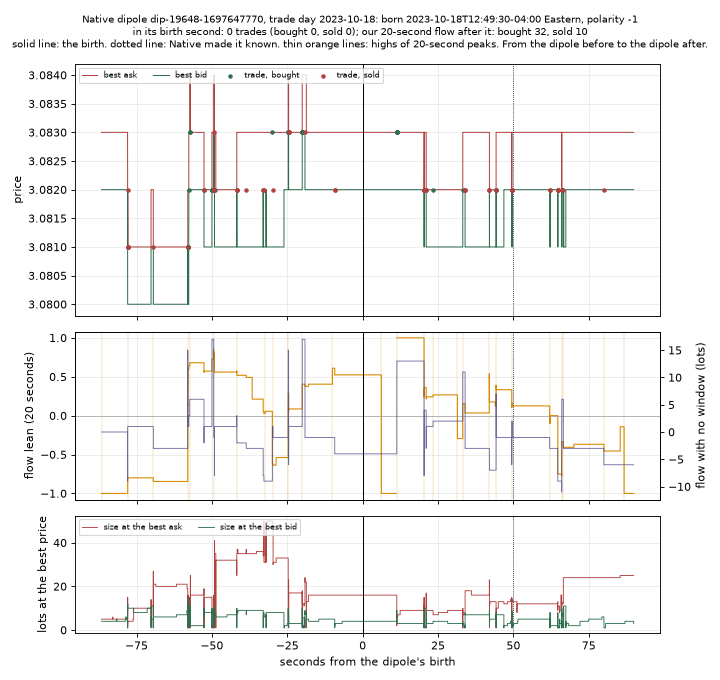 Native dipole dip-19648-1697647770, trade day 2023-10-18: born 2023-10-18T12:49:30-04:00 Eastern, polarity -1
in its birth second: 0 trades (bought 0, sold 0); our 20-second flow after it: bought 32, sold 10
solid line: the birth. dotted line: Native made it known. thin orange lines: highs of 20-second peaks. From the dipole before to the dipole after.
best ask best bid trade, bought trade, sold
3.0840
3.0835
3.0830
3.0825
3.0820
3.0815
3.0810
3.0805
3.0800
price
1.0
0.5
0.0
−0.5
−1.0
flow lean (20 seconds)
15
10
5
0
−5
−10
flow with no window (lots)
size at the best ask size at the best bid
40
20
0
lots at the best price
−75 −50 −25 0 25 50 75
seconds from the dipole's birth